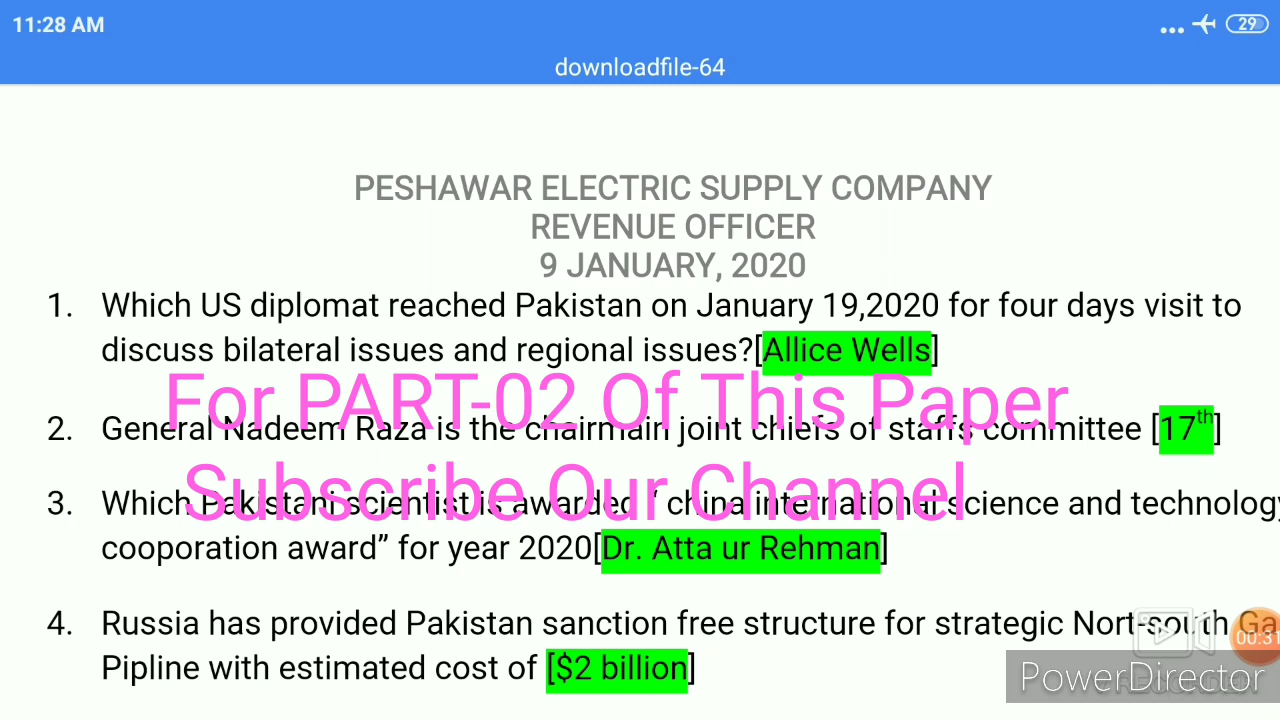 11:28 AM
29
downloadfile-64
PESHAWAR ELECTRIC SUPPLY COMPANY
REVENUE OFFICER
9 JANUARY, 2020
1. Which US diplomat reached Pakistan on January 19,2020 for four days visit to
discuss bilateral issues and regional issues?[Allice Wells]
For PART-02 Of This Paper
2. General Nadeem Raza is the chairmain joint chiefs of staffs committee [17th]
Subscribe Our Channel
3. Which Pakistani scientist is awarded “ china international science and technology
cooporation award” for year 2020[Dr. Atta ur Rehman]
4. Russia has provided Pakistan sanction free structure for strategic Nort-south Ga
Pipline with estimated cost of [$2 billion]
00:31
PowerDirector